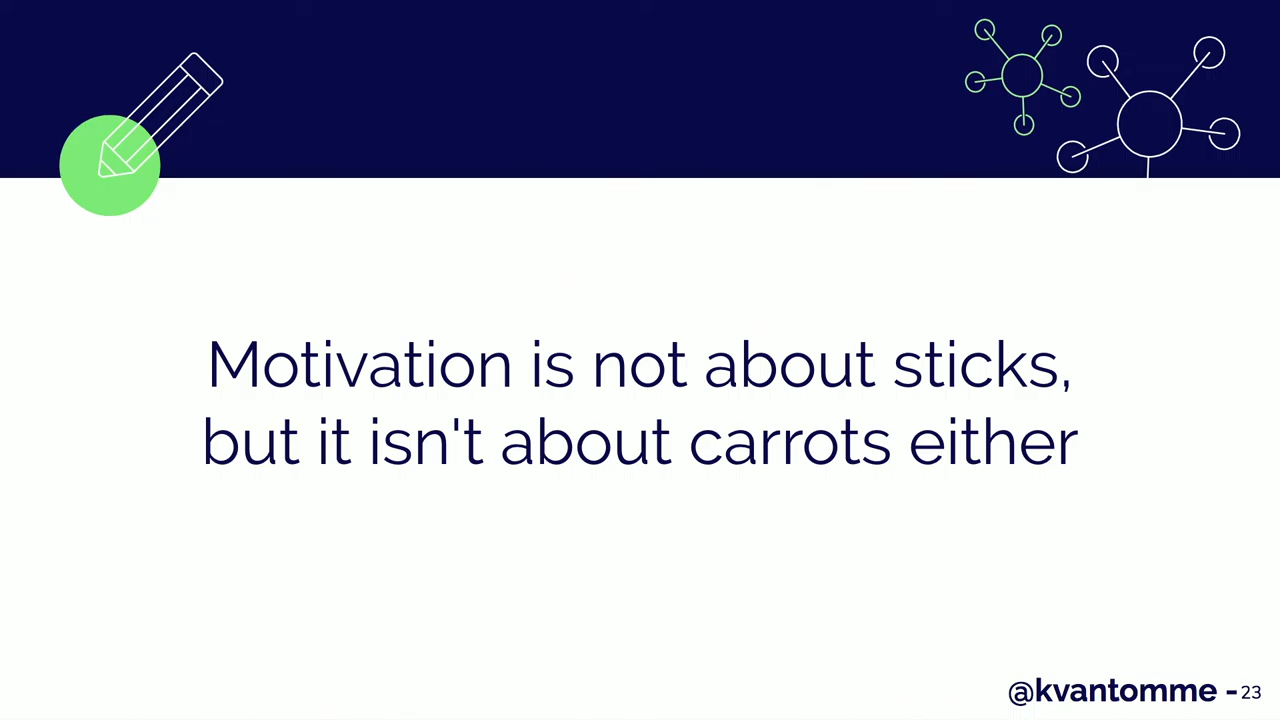 Motivation is not about sticks,
but it isn't about carrots either
@kvantomme - 23